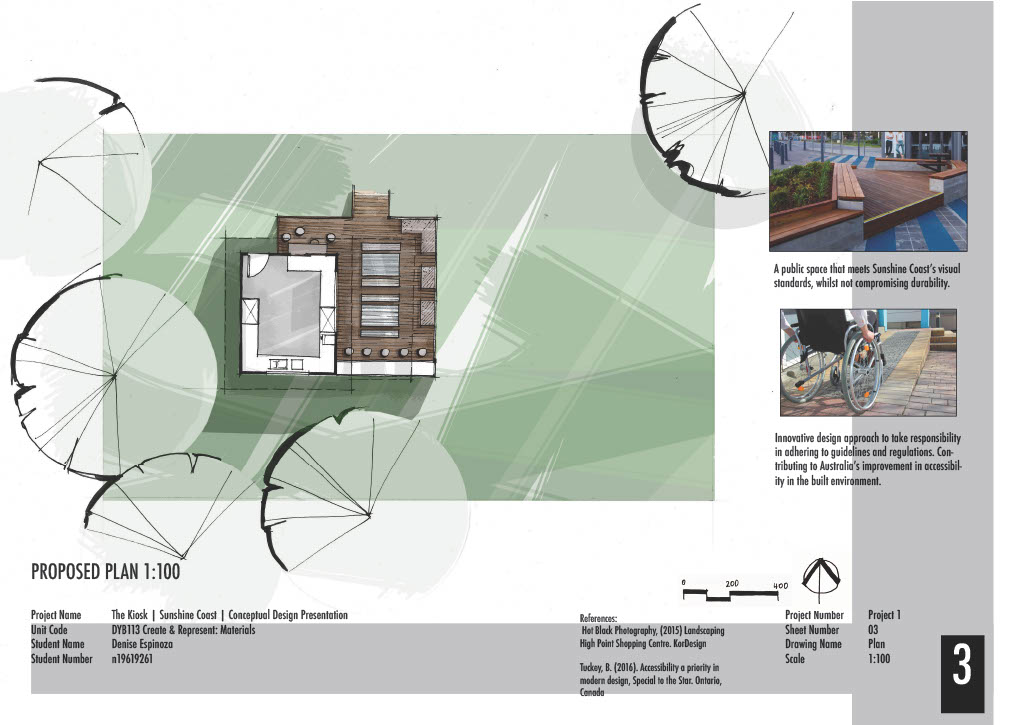 A public space that meets Sunshine Coast's visual
standards, whilst not compromising durability.
Innovative design approach to take responsibility
in adhering to guidelines and regulations. Con-
tributing to Australia's improvement in accessibil-
ity in the built environment.
PROPOSED PLAN 1:100
0 200 400
Project Name The Kiosk | Sunshine Coast | Conceptual Design Presentation
Unit Code DYB113 Create & Represent: Materials
Student Name Denise Espinoza
Student Number n19619261
References:
Hot Black Photography, (2015) Landscaping
High Point Shopping Centre. KorDesign
Tuckey, B. (2016). Accessibility a priority in
modern design, Special to the Star. Ontario,
Canada
Project Number Project 1
Sheet Number 03
Drawing Name Plan
Scale 1:100
3